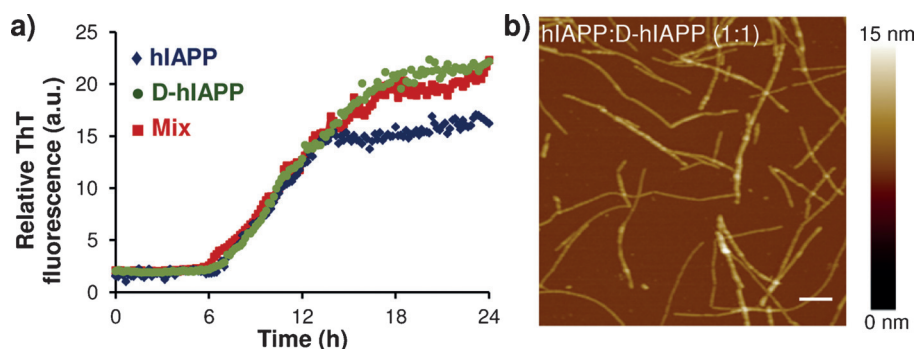 a)
25
20
15
10
5
0
Relative ThT
fluorescence (a.u.)
hIAPP
D-hIAPP
Mix
0
6
12
18
24
Time (h)
b)
hIAPP:D-hIAPP (1:1)
15 nm
0 nm